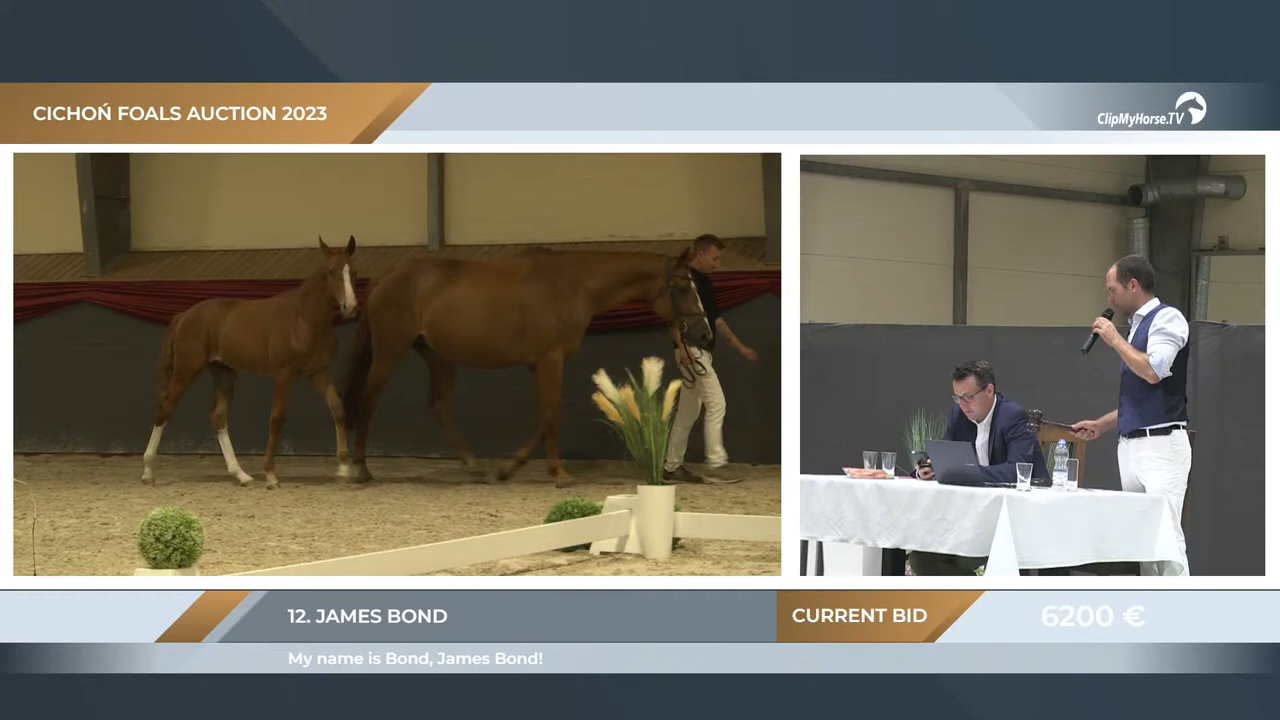 CICHOŃ FOALS AUCTION 2023
ClipMyHorse.TV
12. JAMES BOND
CURRENT BID
6200 €
My name is Bond, James Bond!